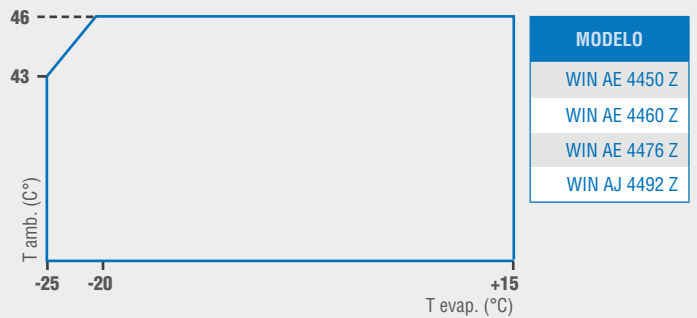 46
43
T amb. (C°)
-25 -20 +15
T evap. (°C)
MODELO
WIN AE 4450 Z
WIN AE 4460 Z
WIN AE 4476 Z
WIN AJ 4492 Z